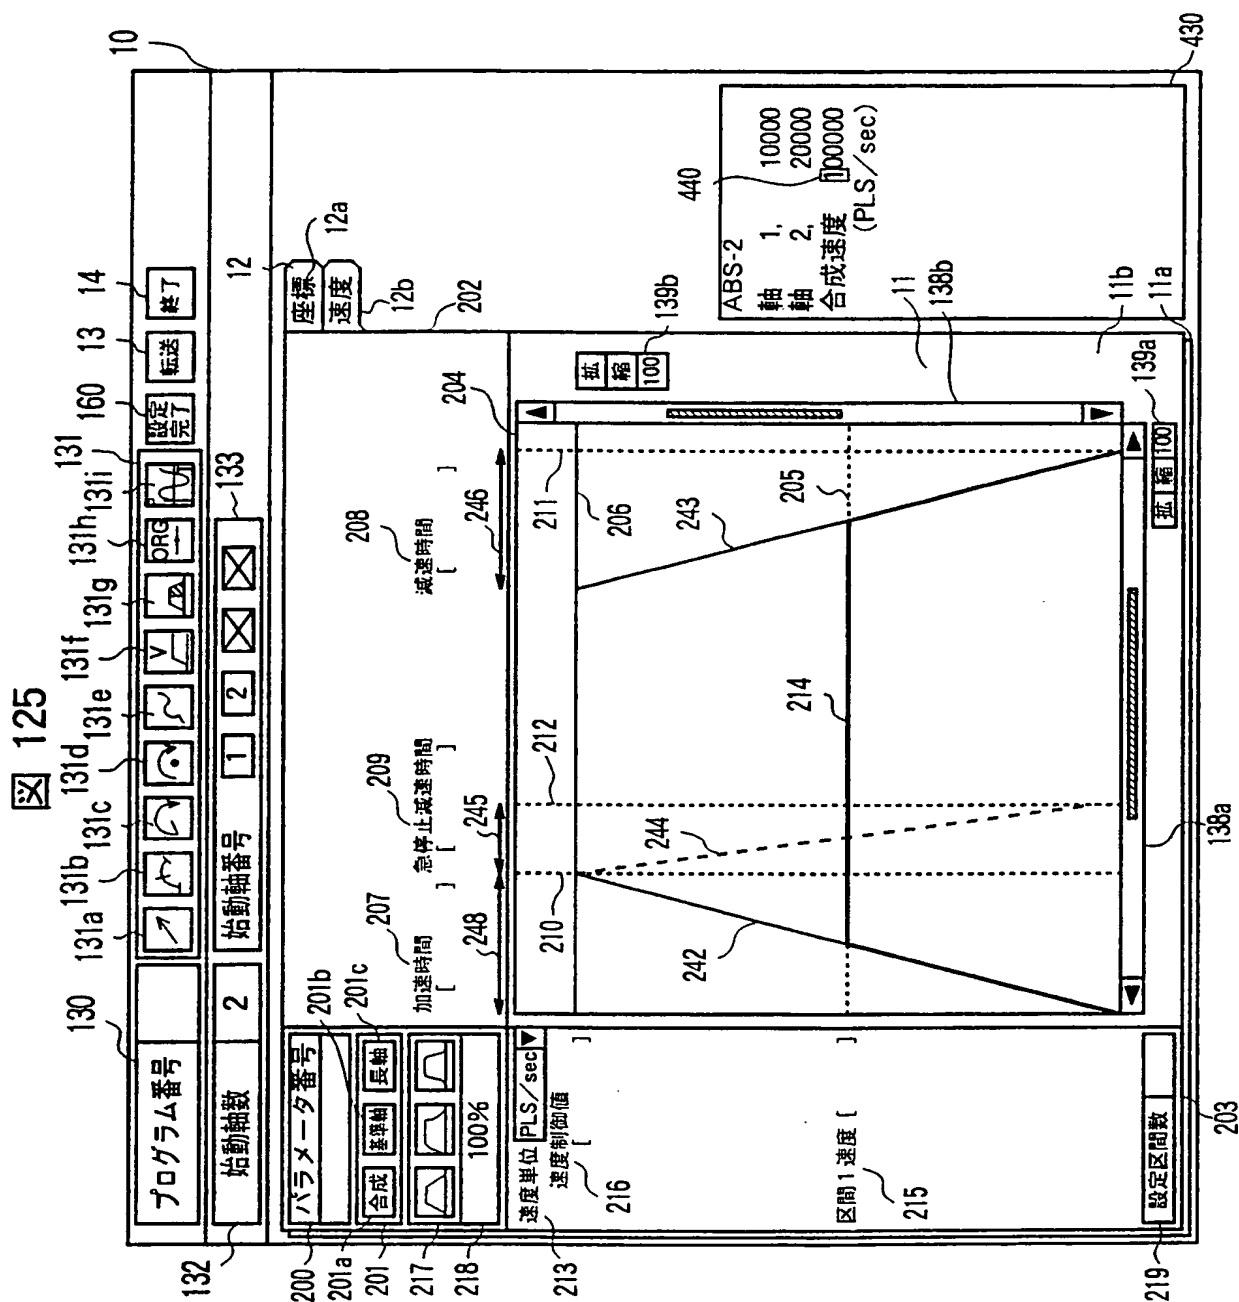 図 125
10
130
131a
131b
131c
131d
131e
131f
131g
131h
131i
131
160
13
14
プログラム番号
V
ORG
設定
完了
転送
終了
132
始動軸数 2
始動軸番号 1 2
133
200
パラメータ番号
201b
201c
201a
201
合成 基準軸 長軸
217
218
100%
加速時間
[ ]
207
248
急停止減速時間
[ ]
209
245
減速時間
[ ]
208
246
12
座標
12a
速度
12b
202
204
213
速度単位 PLS/sec
速度制御値
[ ]
216
区間1速度 [ ]
215
設定区間数
219
203
210
212
211
206
242
244
214
205
243
拡
縮
100
139b
11
138b
11b
11a
139a
拡 縮 100
138a
440
ABS-2
軸 1, 10000
軸 2, 20000
合成速度 100000
(PLS/sec)
430